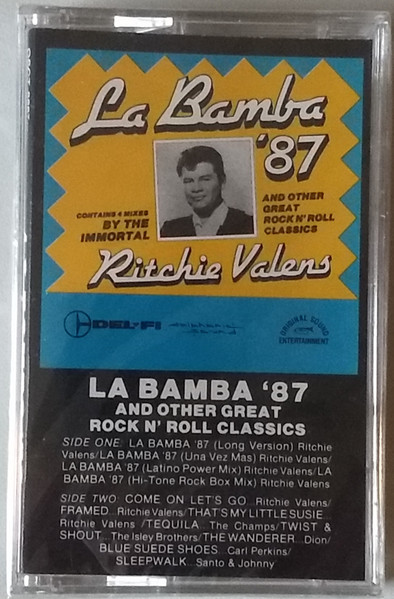 La Bamba
'87
CONTAINS 4 MIXES
BY THE
IMMORTAL
AND OTHER
GREAT
ROCK N' ROLL
CLASSICS
Ritchie Valens
DEL-FI
ORIGINAL SOUND
ENTERTAINMENT
LA BAMBA '87
AND OTHER GREAT
ROCK N' ROLL CLASSICS
SIDE ONE: LA BAMBA '87 (Long Version) Ritchie
Valens/LA BAMBA '87 (Una Vez Mas) Ritchie Valens/
LA BAMBA '87 (Latino Power Mix) Ritchie Valens/LA
BAMBA '87 (Hi-Tone Rock Box Mix) Ritchie Valens
SIDE TWO: COME ON LET'S GO...Ritchie Valens/
FRAMED...Ritchie Valens/THAT'S MY LITTLE SUSIE
Ritchie Valens /TEQUILA... The Champs/TWIST &
SHOUT...The Isley Brothers/THE WANDERER...Dion/
BLUE SUEDE SHOES... Carl Perkins/
SLEEPWALK...Santo & Johnny